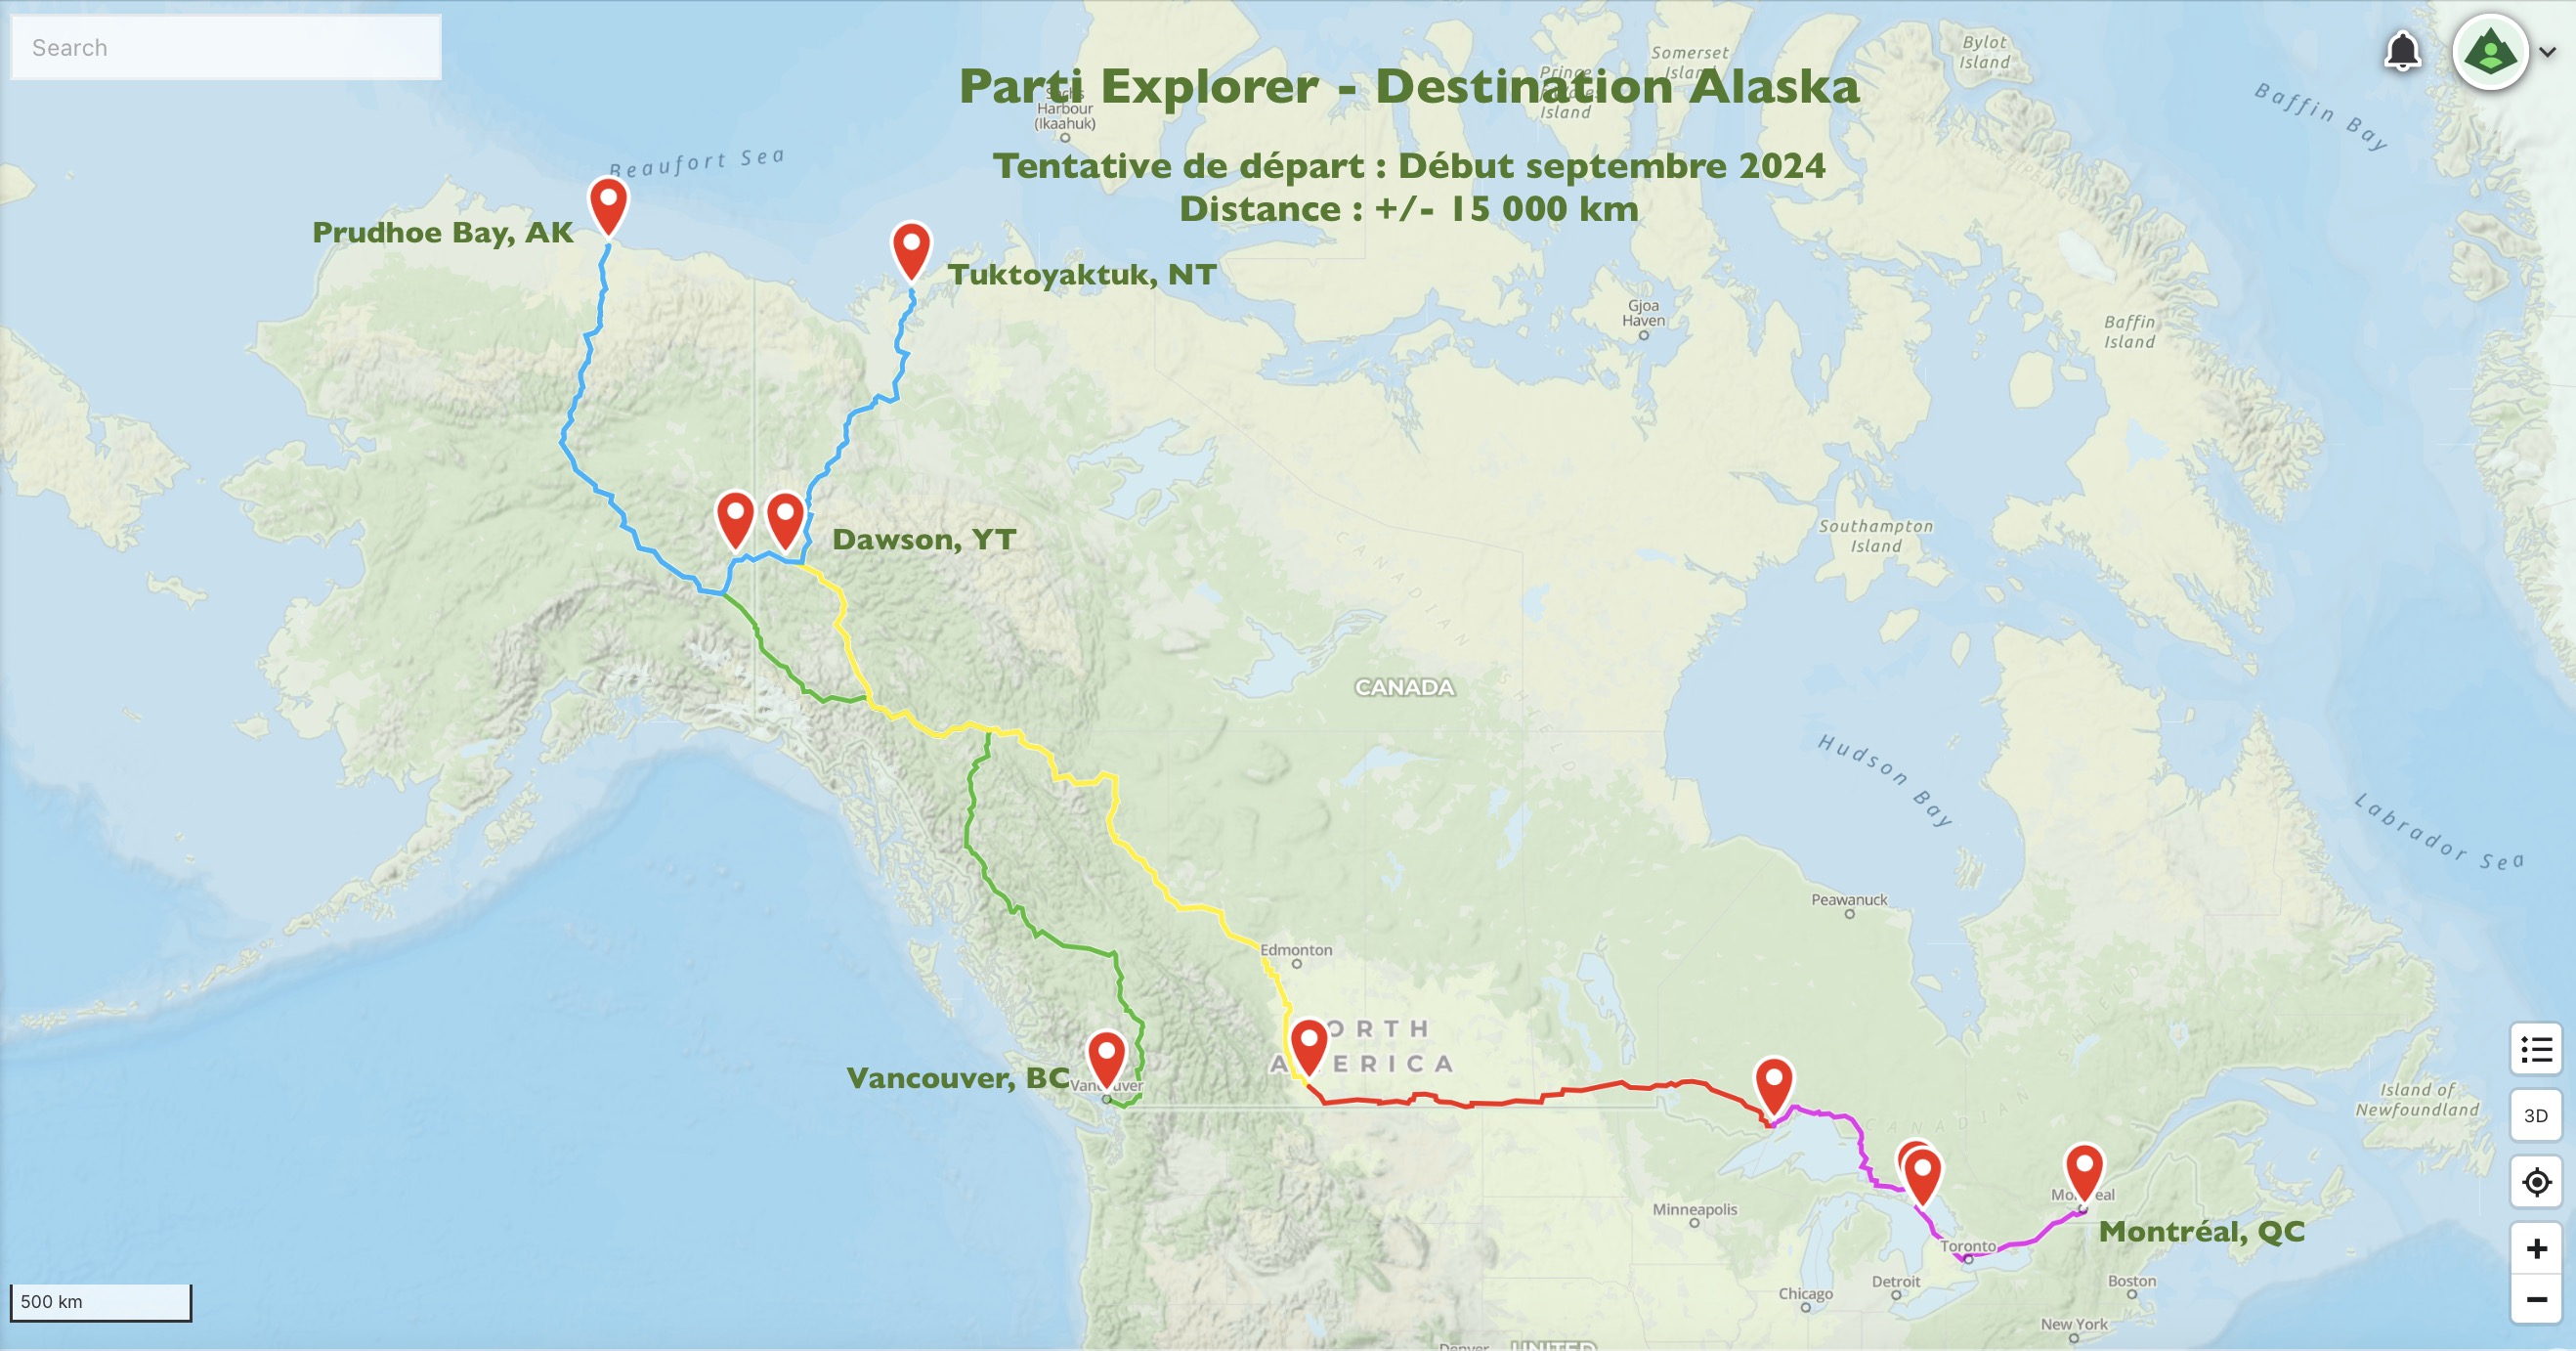 Search
Parti Explorer - Destination Alaska
Tentative de départ : Début septembre 2024
Distance : +/- 15 000 km
Somerset
Island
Bylot
Island
Prince
Island
Sachs
Harbour
(Ikaahuk)
Baffin Bay
Beaufort Sea
Prudhoe Bay, AK
Tuktoyaktuk, NT
Gjoa
Haven
Baffin
Island
Dawson, YT
Southampton
Island
CANADIAN
SHIELD
CANADA
Hudson Bay
Labrador Sea
Peawanuck
Edmonton
NORTH
AMERICA
Vancouver, BC
Vancouver
CANADIAN
Island of
Newfoundland
3D
Montreal
Montréal, QC
Minneapolis
Toronto
Detroit
Chicago
Boston
New York
Denver
UNITED
500 km